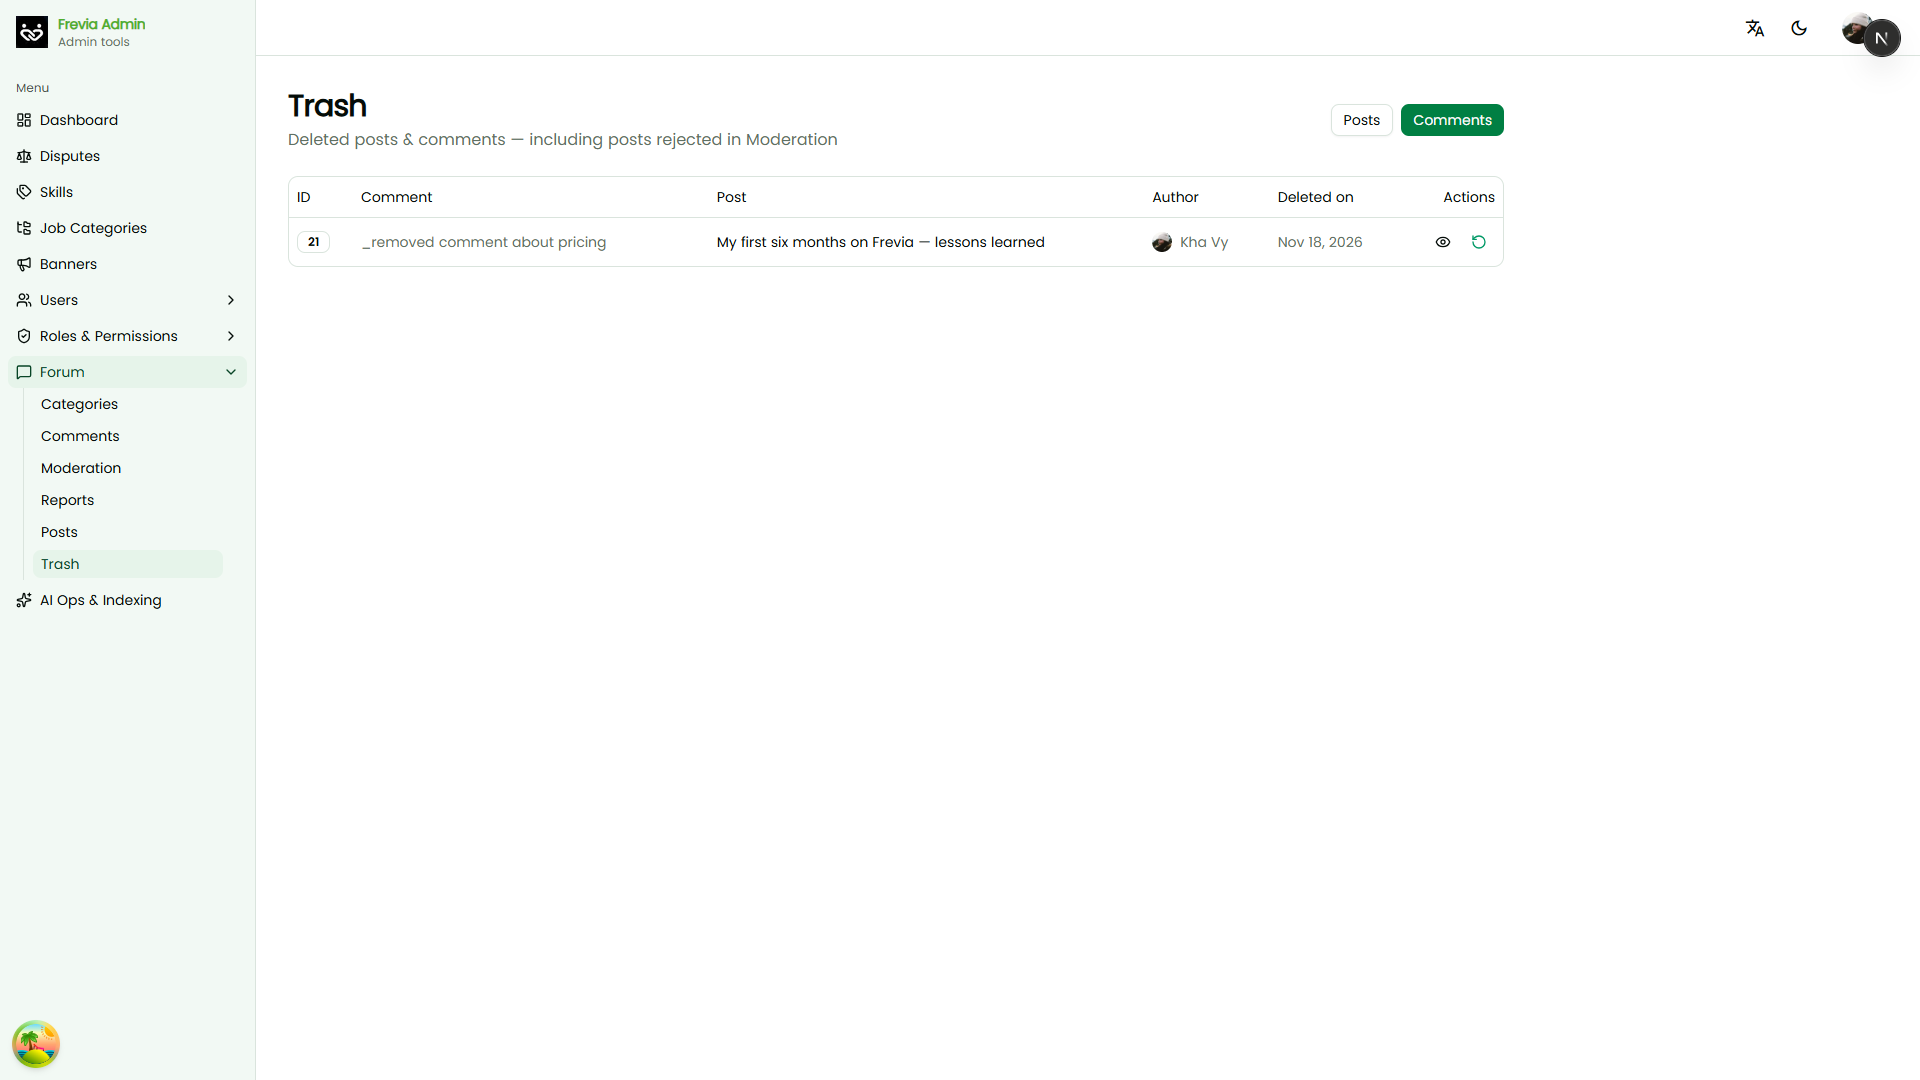 Frevia Admin
Admin tools
Menu
Dashboard
Disputes
Skills
Job Categories
Banners
Users
Roles & Permissions
Forum
Categories
Comments
Moderation
Reports
Posts
Trash
AI Ops & Indexing
N
Trash
Deleted posts & comments — including posts rejected in Moderation
Posts
Comments
ID Comment Post Author Deleted on Actions
21 _removed comment about pricing My first six months on Frevia — lessons learned Kha Vy Nov 18, 2026